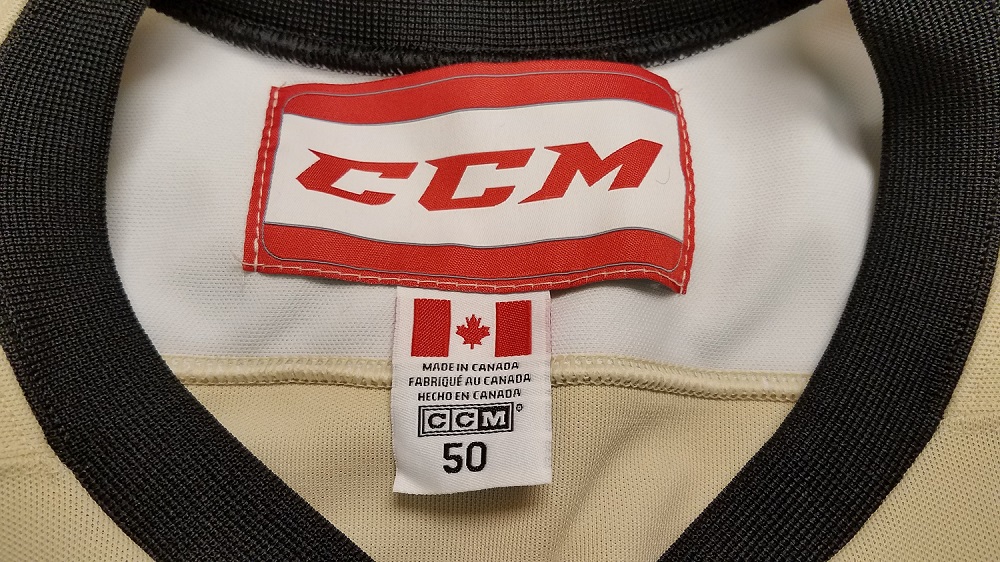 CCM
MADE IN CANADA
FABRIQUÉ AU CANADA
HECHO EN CANADA
CCM®
50